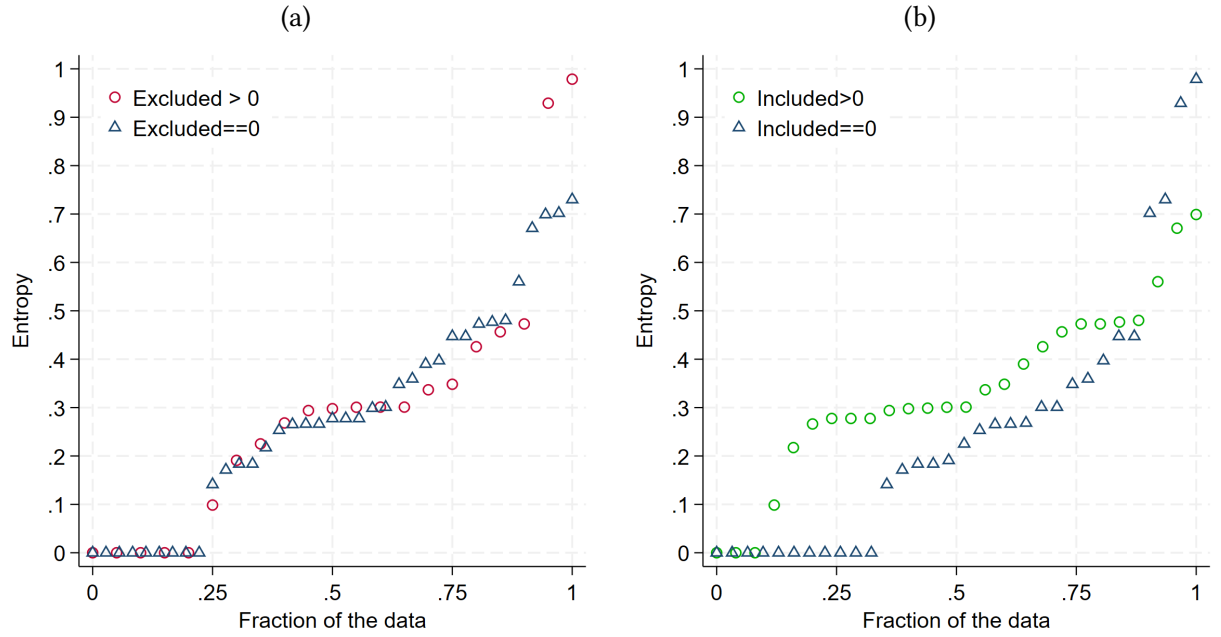 (a)
1
.9
.8
.7
.6
.5
.4
.3
.2
.1
0
Entropy
Excluded > 0
Excluded==0
0 .25 .5 .75 1
Fraction of the data
(b)
1
.9
.8
.7
.6
.5
.4
.3
.2
.1
0
Entropy
Included>0
Included==0
0 .25 .5 .75 1
Fraction of the data